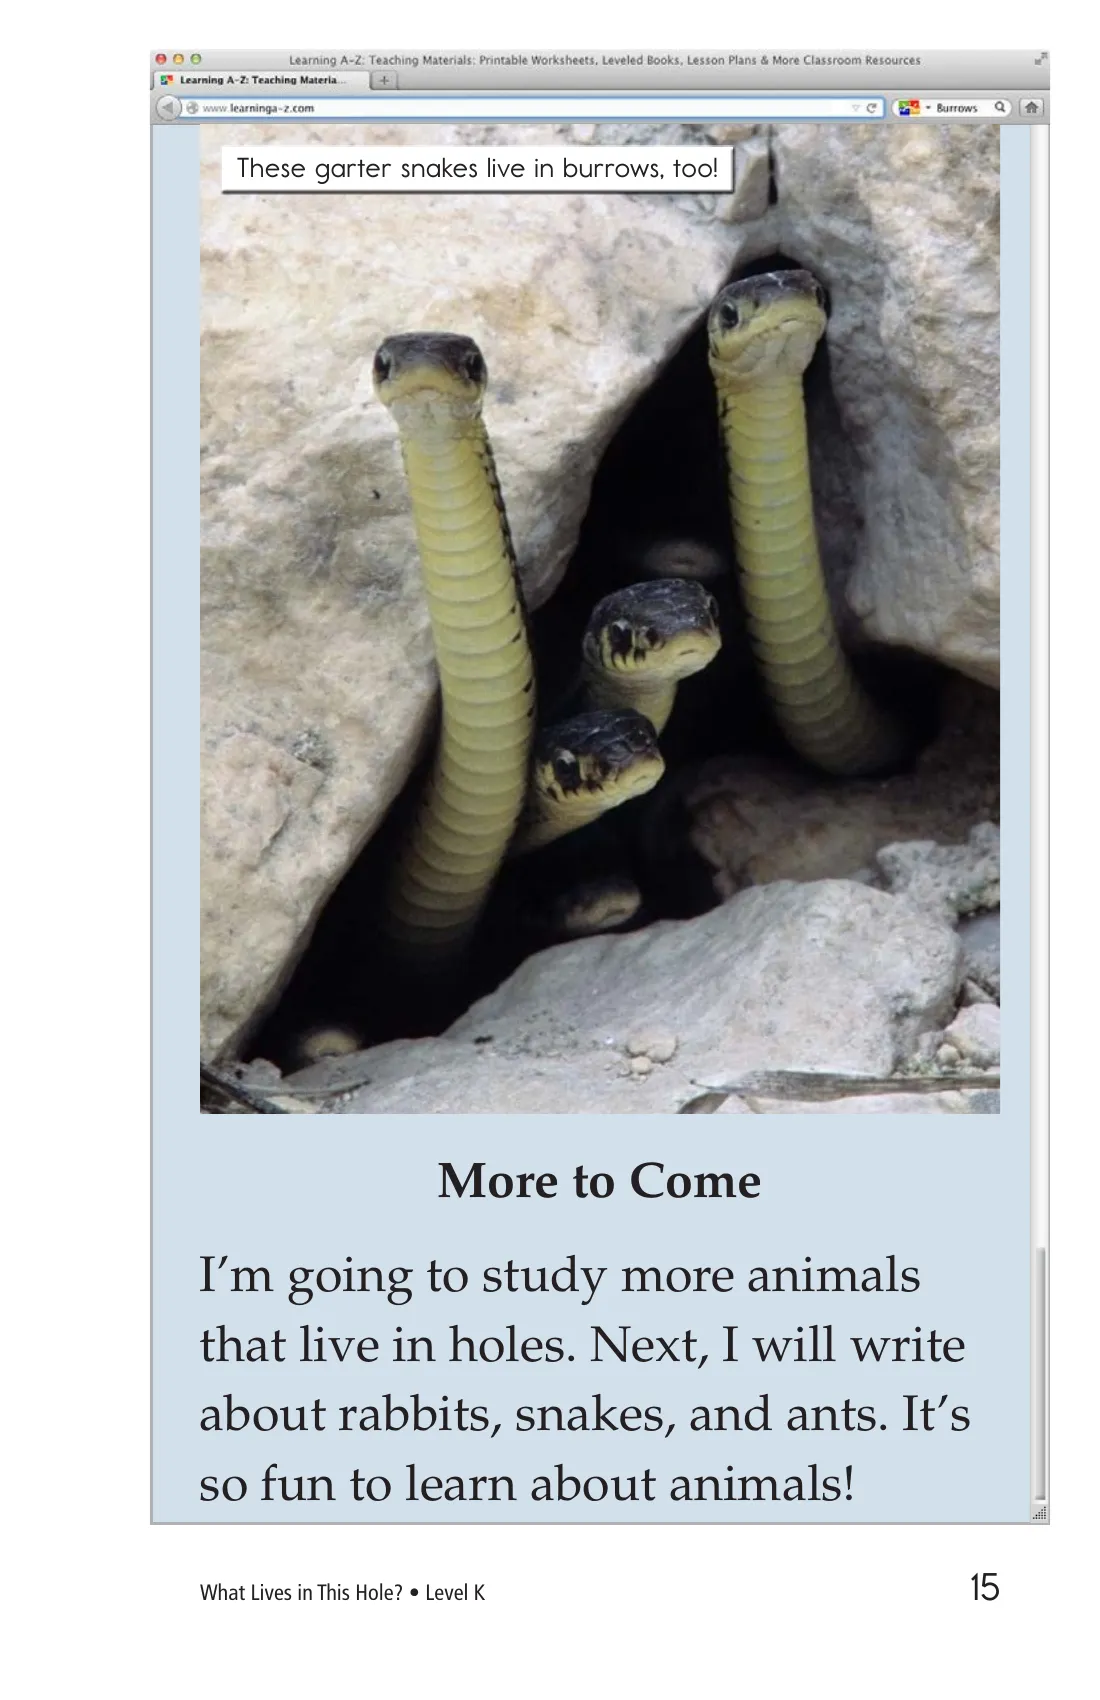 Learning A-Z: Teaching Materials: Printable Worksheets, Leveled Books, Lesson Plans & More Classroom Resources
Learning A-Z: Teaching Materia...
www.learninga-z.com
Burrows
These garter snakes live in burrows, too!
More to Come
I'm going to study more animals
that live in holes. Next, I will write
about rabbits, snakes, and ants. It's
so fun to learn about animals!
What Lives in This Hole? • Level K
15